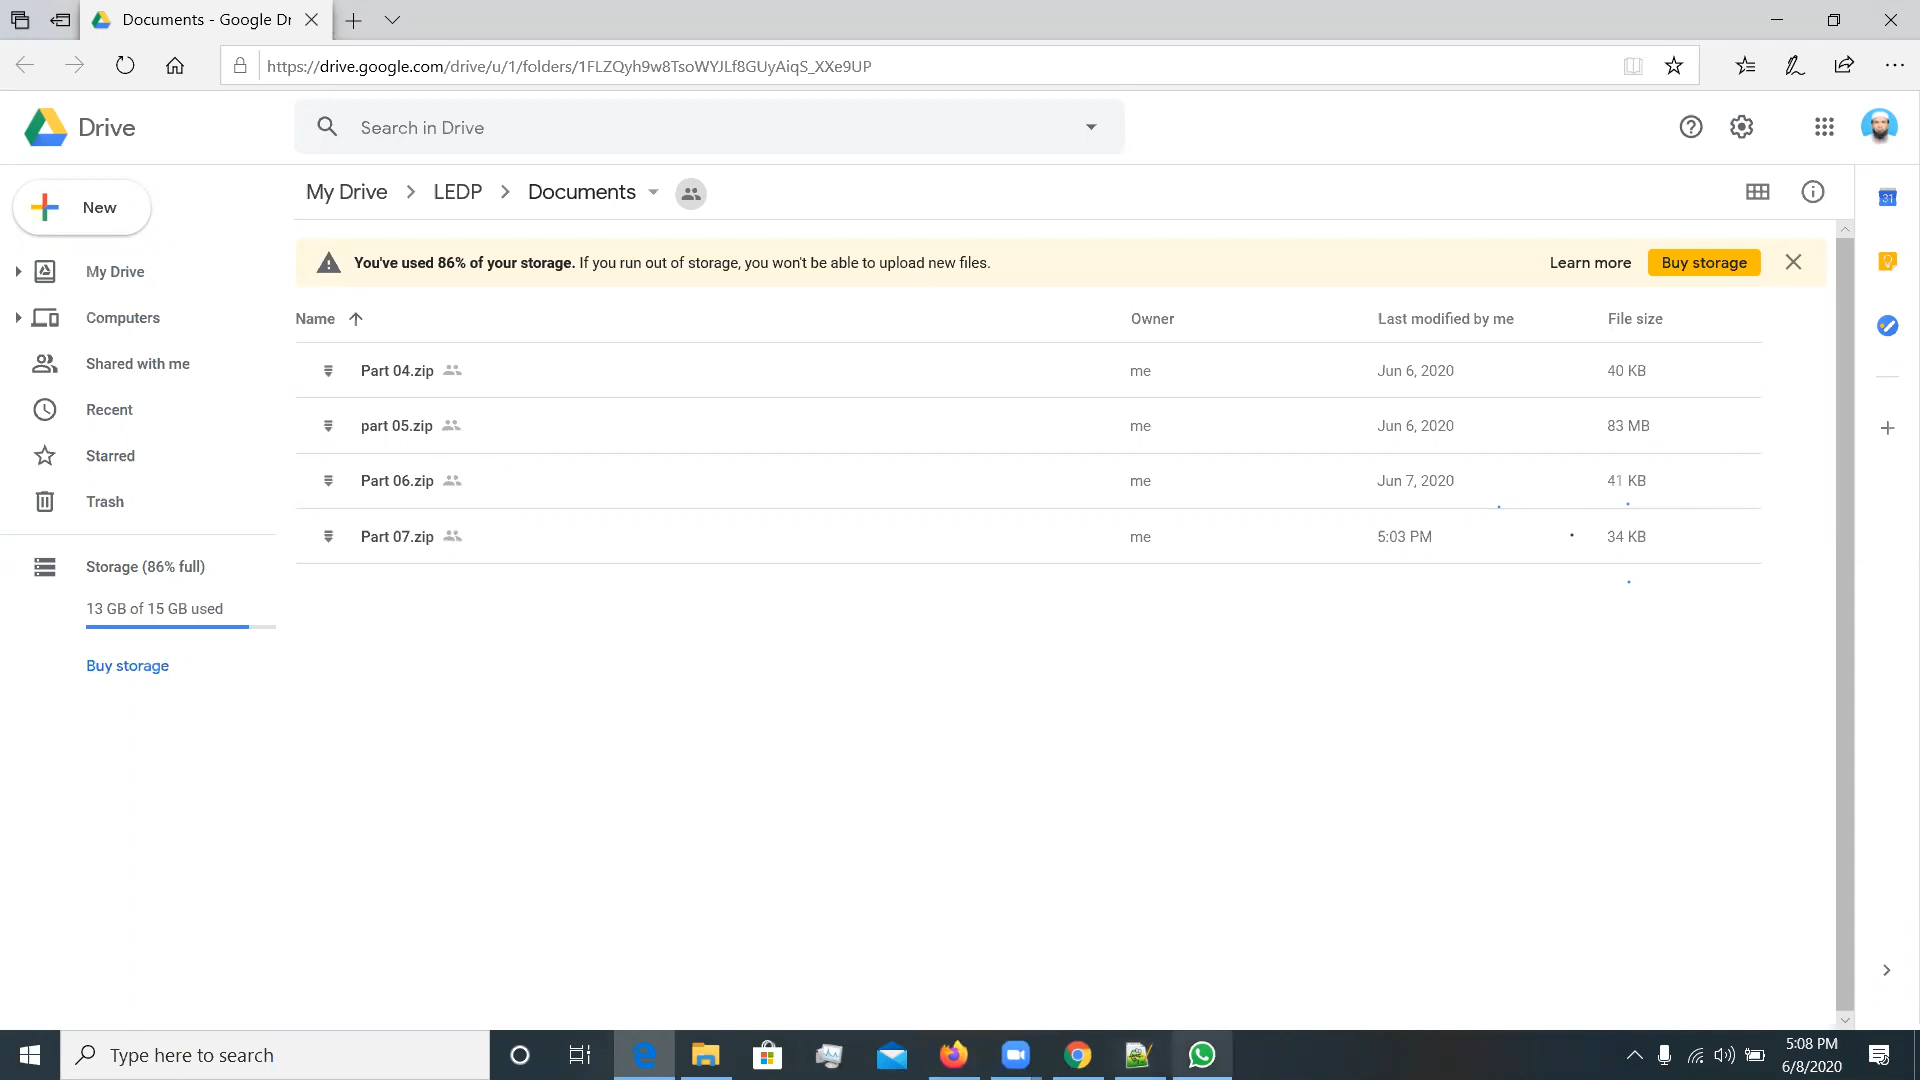 Documents - Google Dr
https://drive.google.com/drive/u/1/folders/1FLZQyh9w8TsoWYJLf8GUyAiqS_XXe9UP
Drive
Search in Drive
New
My Drive > LEDP > Documents
31
You've used 86% of your storage. If you run out of storage, you won't be able to upload new files.
Learn more
Buy storage
My Drive
Computers
Shared with me
Recent
Starred
Trash
Storage (86% full)
13 GB of 15 GB used
Buy storage
Name Owner Last modified by me File size
Part 04.zip me Jun 6, 2020 40 KB
part 05.zip me Jun 6, 2020 83 MB
Part 06.zip me Jun 7, 2020 41 KB
Part 07.zip me 5:03 PM 34 KB
Type here to search
5:08 PM
6/8/2020